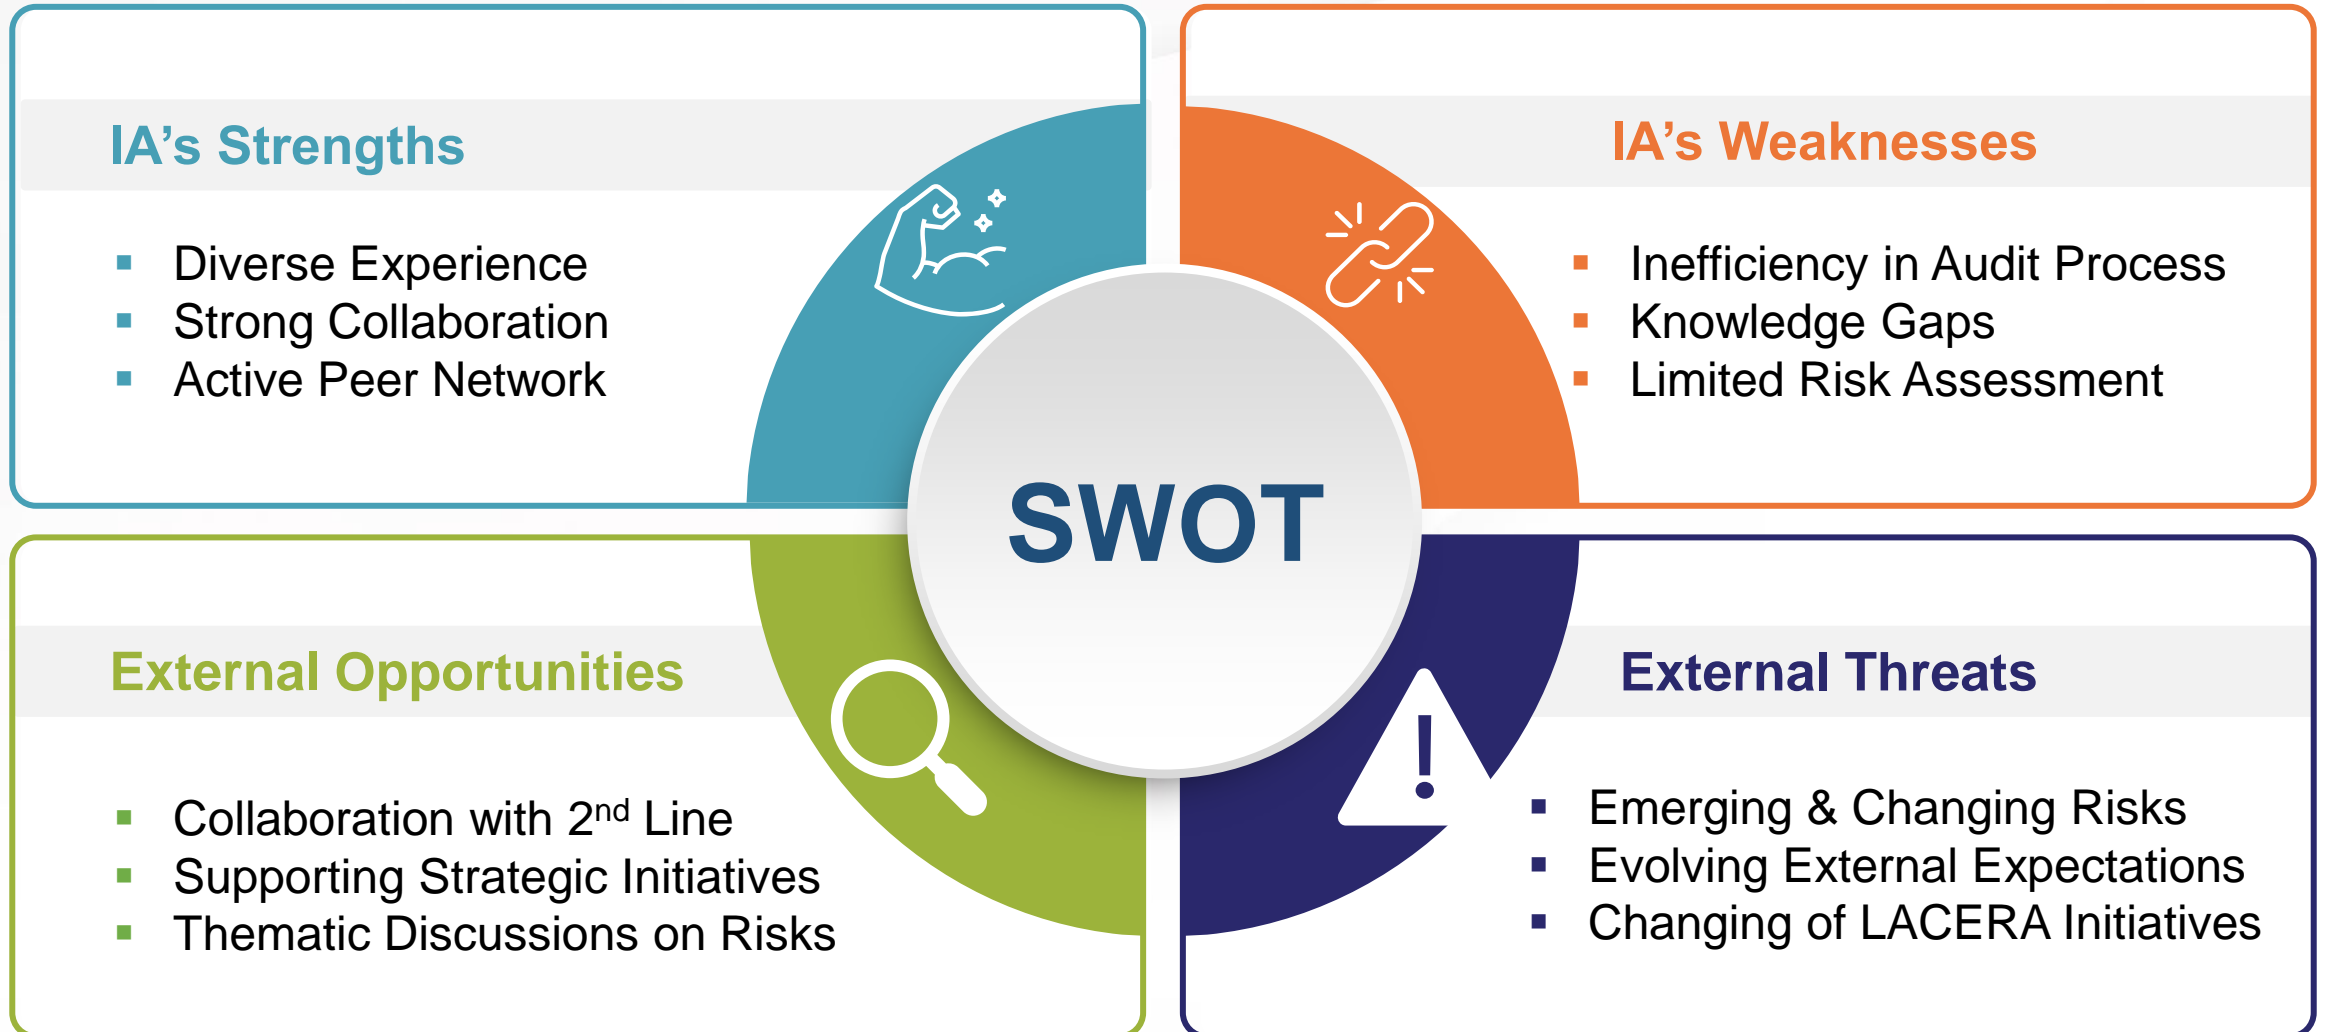 IA’s Strengths
▪ Diverse Experience
▪ Strong Collaboration
▪ Active Peer Network
IA’s Weaknesses
▪ Inefficiency in Audit Process
▪ Knowledge Gaps
▪ Limited Risk Assessment
SWOT
External Opportunities
▪ Collaboration with 2nd Line
▪ Supporting Strategic Initiatives
▪ Thematic Discussions on Risks
External Threats
!
▪ Emerging & Changing Risks
▪ Evolving External Expectations
▪ Changing of LACERA Initiatives